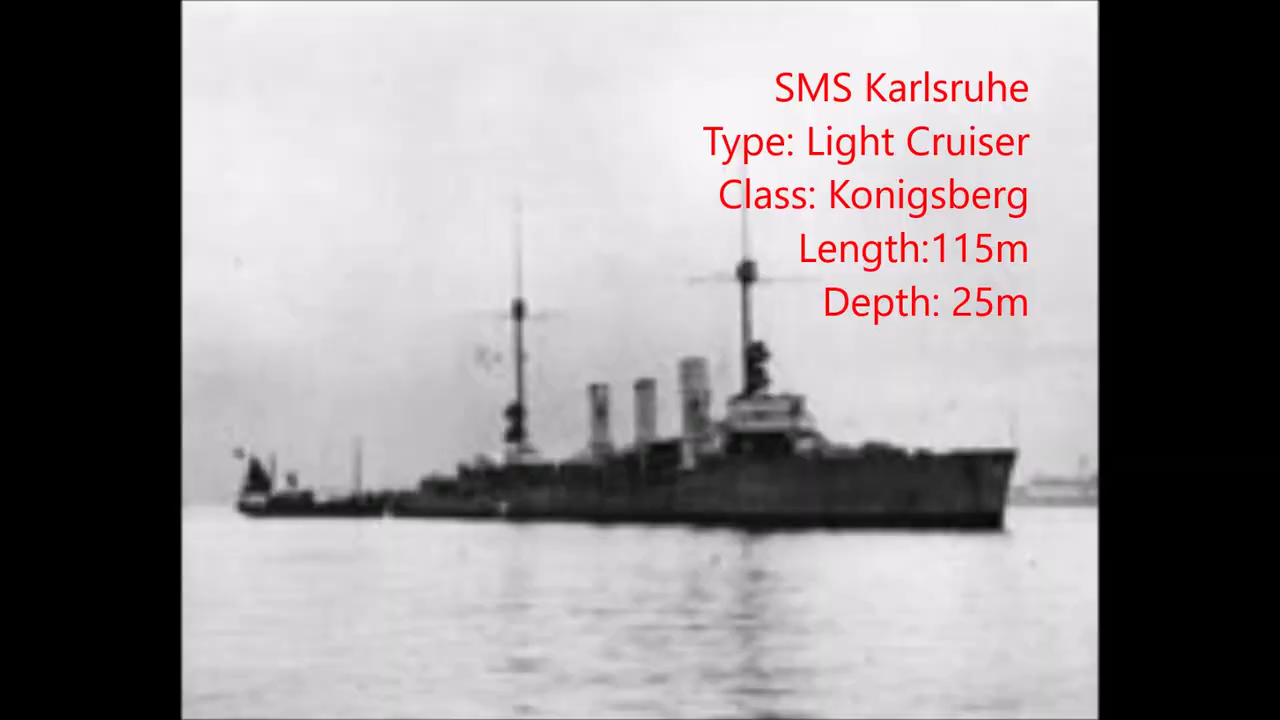 SMS Karlsruhe
Type: Light Cruiser
Class: Konigsberg
Length:115m
Depth: 25m